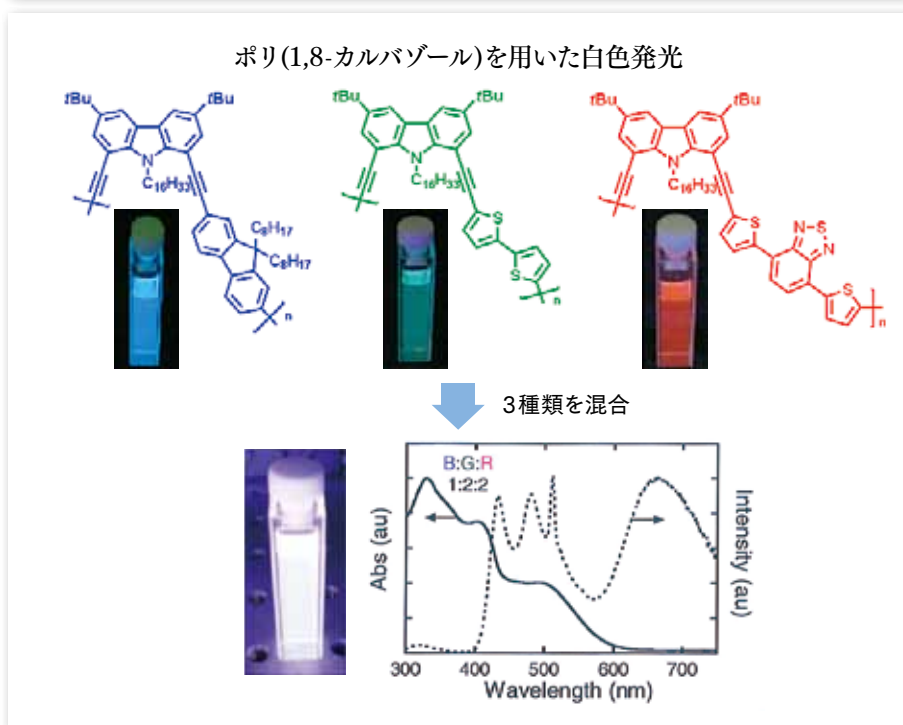 ポリ(1,8-カルバゾール)を用いた白色発光
tBu tBu tBu tBu tBu tBu
N N N
C16H33 C16H33 C16H33
C8H17 S S N-S
C8H17 N
S S
n n n
3種類を混合
B:G:R
1:2:2
Abs (au)
Intensity (au)
300 400 500 600 700
Wavelength (nm)